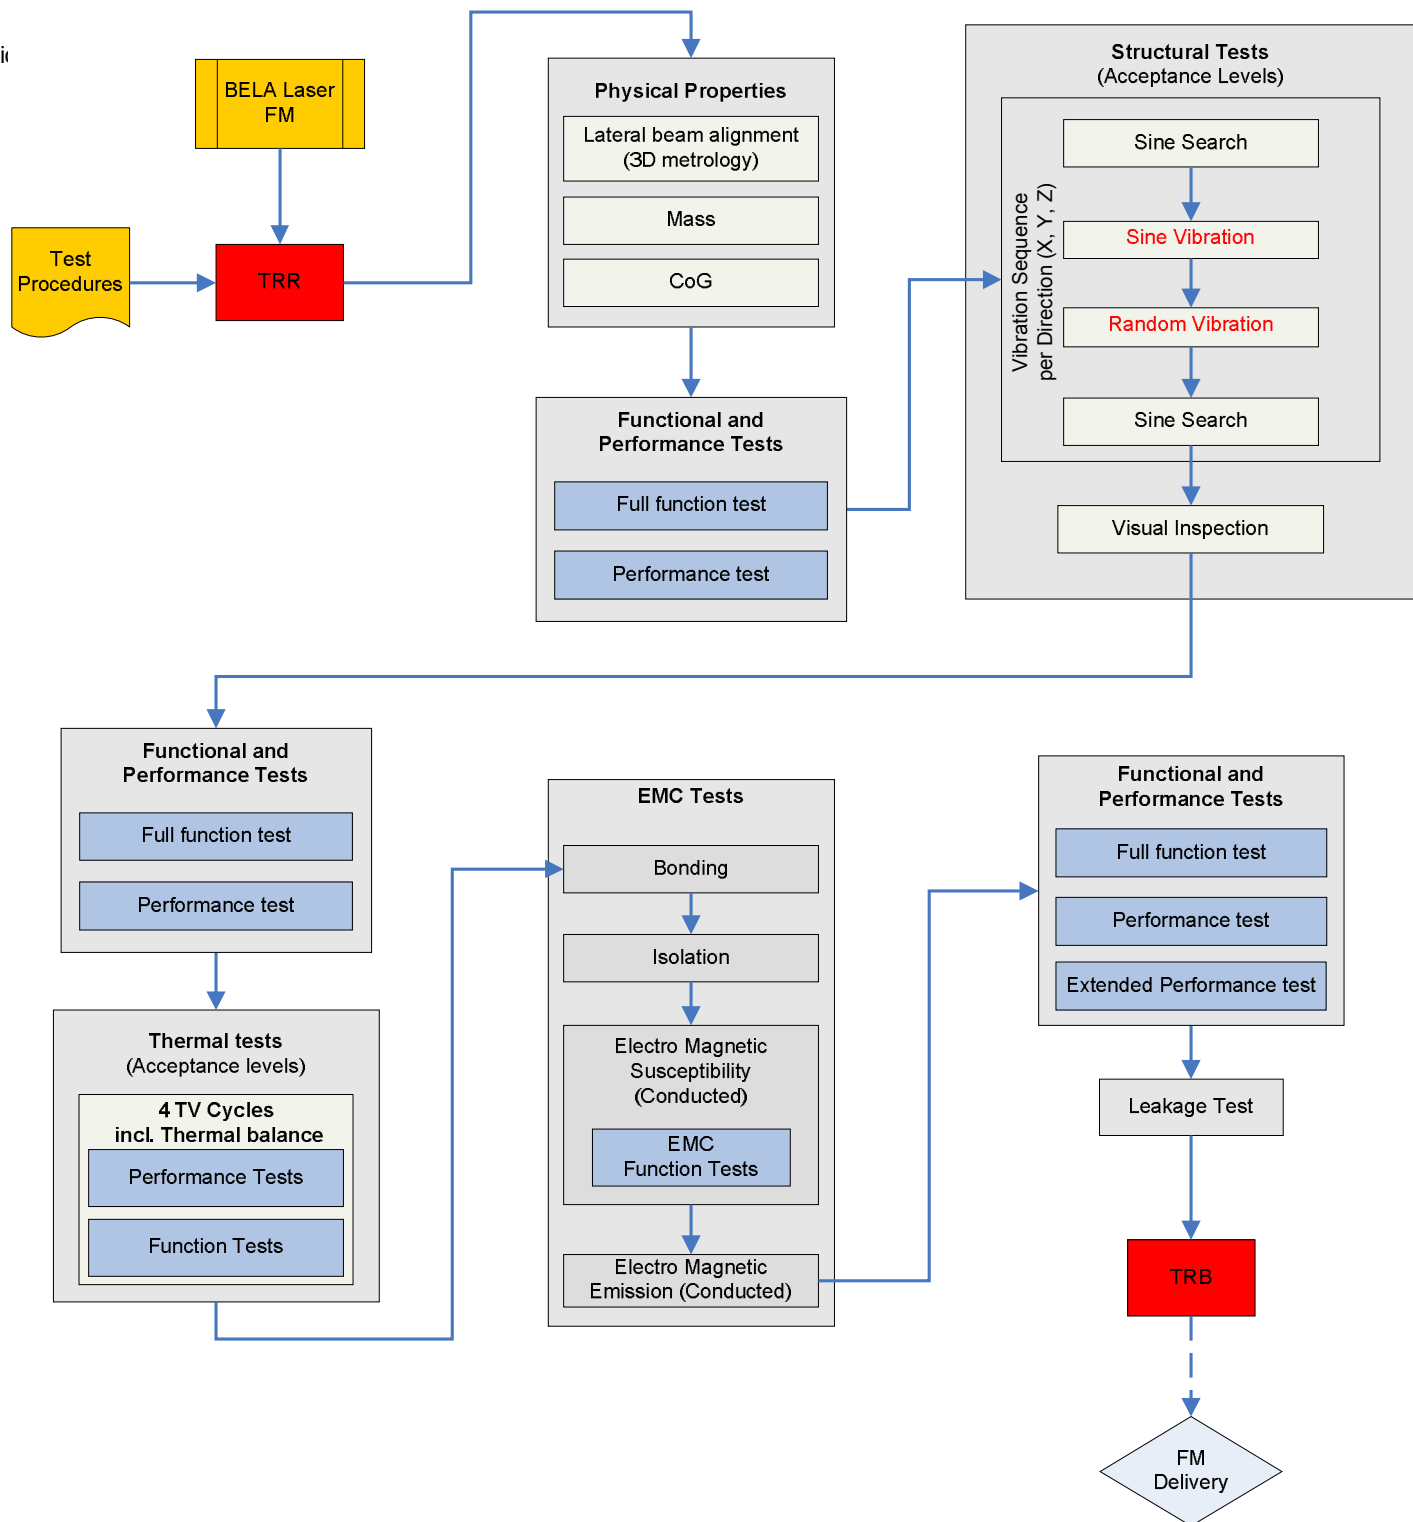 BELA Laser
FM
Test
Procedures
TRR
Physical Properties
Lateral beam alignment
(3D metrology)
Mass
CoG
Functional and
Performance Tests
Full function test
Performance test
Structural Tests
(Acceptance Levels)
Vibration Sequence
per Direction (X, Y, Z)
Sine Search
Sine Vibration
Random Vibration
Sine Search
Visual Inspection
Functional and
Performance Tests
Full function test
Performance test
Thermal tests
(Acceptance levels)
4 TV Cycles
incl. Thermal balance
Performance Tests
Function Tests
EMC Tests
Bonding
Isolation
Electro Magnetic
Susceptibility
(Conducted)
EMC
Function Tests
Electro Magnetic
Emission (Conducted)
Functional and
Performance Tests
Full function test
Performance test
Extended Performance test
Leakage Test
TRB
FM
Delivery